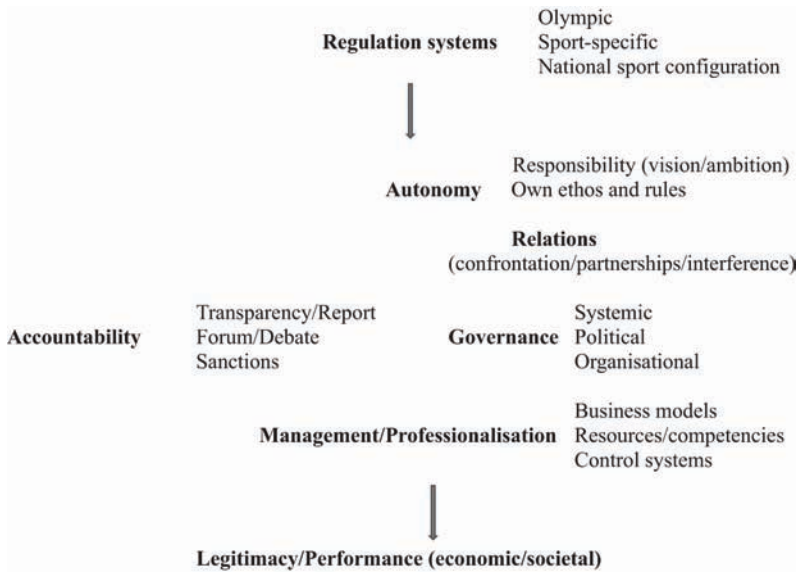 Olympic
Regulation systems Sport-specific
National sport configuration
Responsibility (vision/ambition)
Autonomy Own ethos and rules
Relations
(confrontation/partnerships/interference)
Transparency/Report Systemic
Accountability Forum/Debate Governance Political
Sanctions Organisational
Business models
Management/Professionalisation Resources/competencies
Control systems
Legitimacy/Performance (economic/societal)